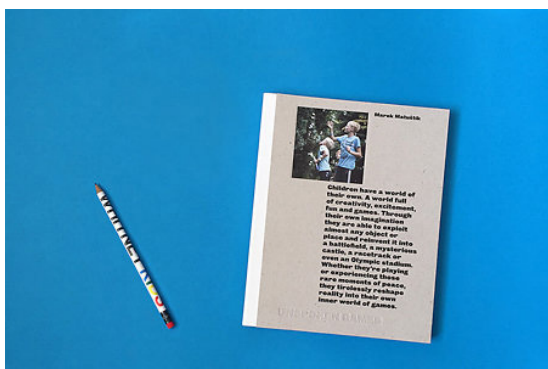 Marek Malůšik
Children have a world of
their own. A world full
of creativity, excitement,
fun and games. Through
their own imagination
they are able to exploit
almost any object or
place and reinvent it into
a battlefield, a mysterious
castle, a racetrack or
even an Olympic stadium.
Whether they're playing
or experiencing these
rare moments of peace,
they tirelessly reshape
reality into their own
inner world of games.
WHITNEY